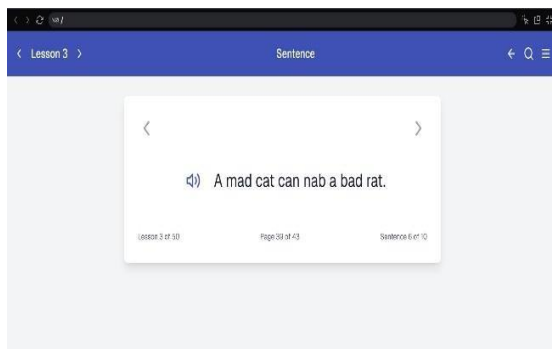 Lesson 3 Sentence
A mad cat can nab a bad rat.
Lesson 3 of 50 Page 39 of 43 Sentence 6 of 10